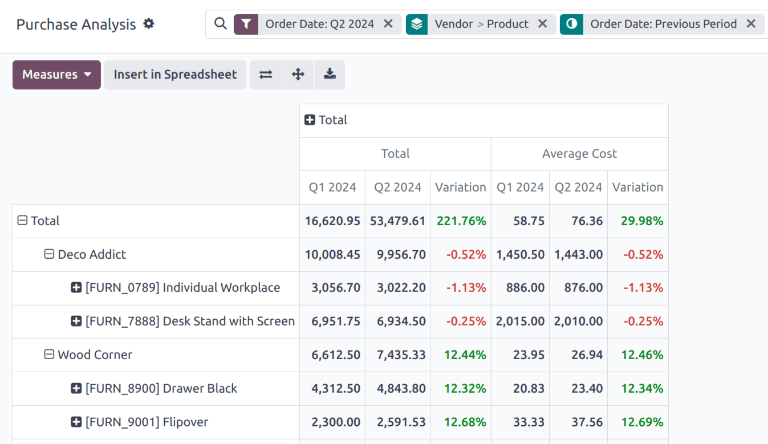 Purchase Analysis Order Date: Q2 2024 Vendor > Product Order Date: Previous Period
Measures Insert in Spreadsheet
Total
Total Average Cost
Q1 2024 Q2 2024 Variation Q1 2024 Q2 2024 Variation
Total 16,620.95 53,479.61 221.76% 58.75 76.36 29.98%
Deco Addict 10,008.45 9,956.70 -0.52% 1,450.50 1,443.00 -0.52%
[FURN_0789] Individual Workplace 3,056.70 3,022.20 -1.13% 886.00 876.00 -1.13%
[FURN_7888] Desk Stand with Screen 6,951.75 6,934.50 -0.25% 2,015.00 2,010.00 -0.25%
Wood Corner 6,612.50 7,435.33 12.44% 23.95 26.94 12.46%
[FURN_8900] Drawer Black 4,312.50 4,843.80 12.32% 20.83 23.40 12.34%
[FURN_9001] Flipover 2,300.00 2,591.53 12.68% 33.33 37.56 12.69%